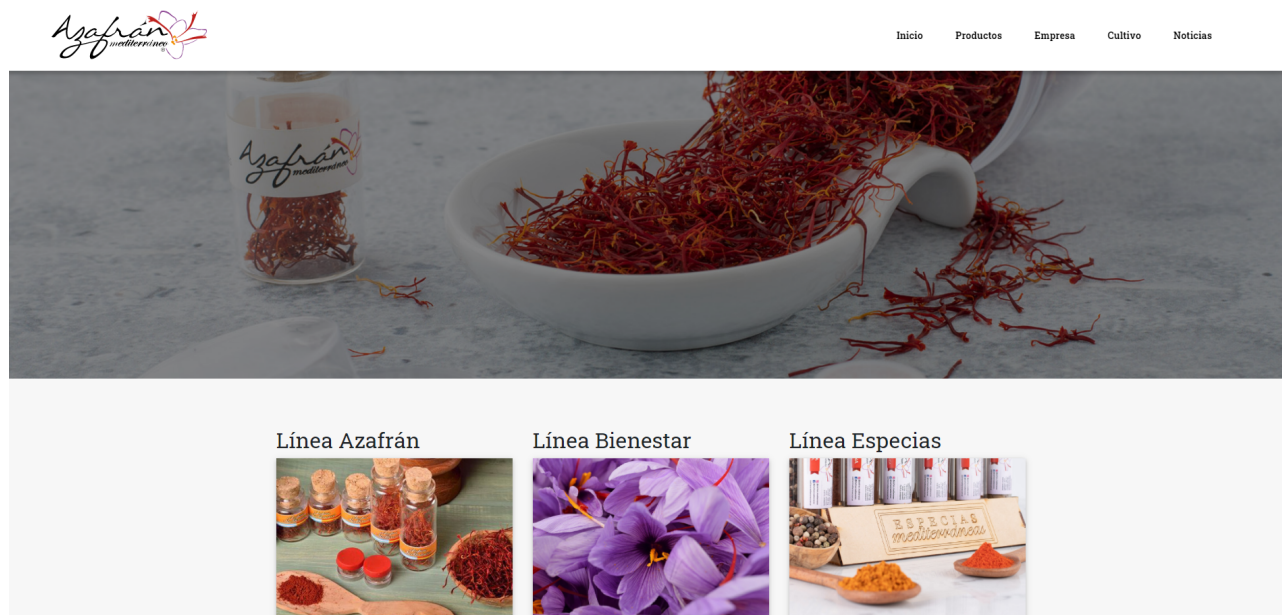 Azafrán
mediterráneo
Inicio Productos Empresa Cultivo Noticias
Azafrán
mediterráneo
Línea Azafrán Línea Bienestar Línea Especias
ESPECIAS
mediterráneas